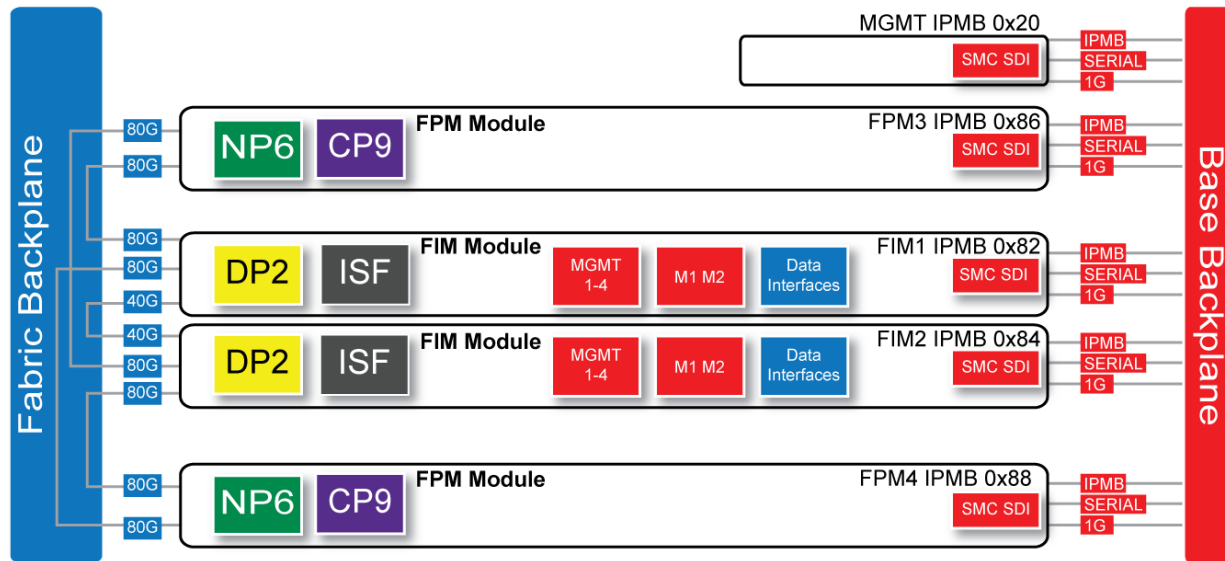 Fabric Backplane
Base Backplane
MGMT IPMB 0x20
SMC SDI
IPMB
SERIAL
1G
80G
80G
NP6
CP9
FPM Module
FPM3 IPMB 0x86
SMC SDI
IPMB
SERIAL
1G
80G
80G
40G
DP2
ISF
FIM Module
MGMT
1-4
M1 M2
Data
Interfaces
FIM1 IPMB 0x82
SMC SDI
IPMB
SERIAL
1G
40G
80G
80G
DP2
ISF
FIM Module
MGMT
1-4
M1 M2
Data
Interfaces
FIM2 IPMB 0x84
SMC SDI
IPMB
SERIAL
1G
80G
80G
NP6
CP9
FPM Module
FPM4 IPMB 0x88
SMC SDI
IPMB
SERIAL
1G